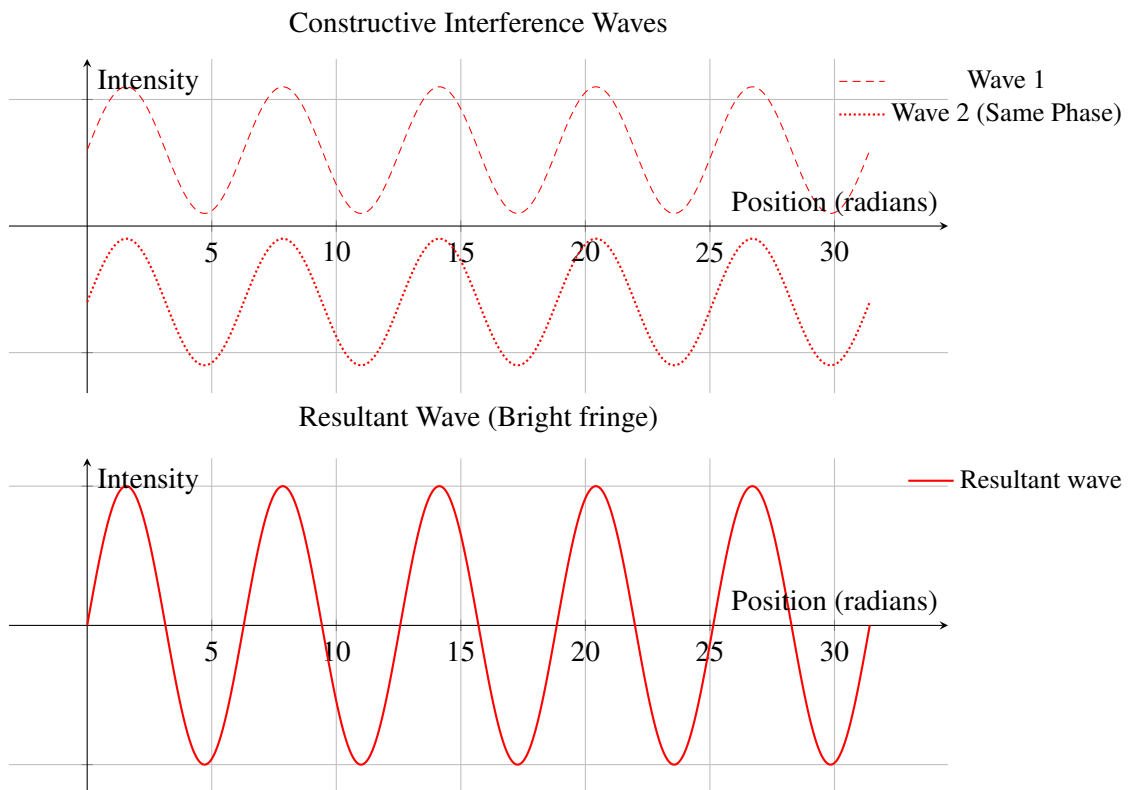 Constructive Interference Waves
Intensity
Wave 1
Wave 2 (Same Phase)
Position (radians)
5 10 15 20 25 30
Resultant Wave (Bright fringe)
Intensity
Resultant wave
Position (radians)
5 10 15 20 25 30